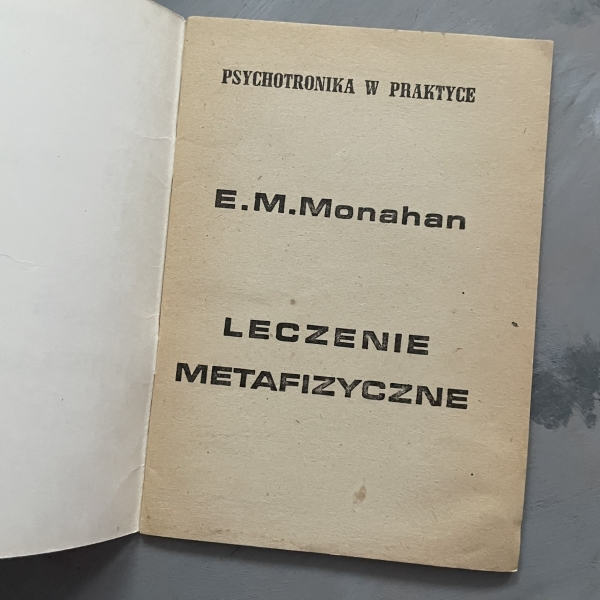 PSYCHOTRONIKA W PRAKTYCE
E.M.Monahan
LECZENIE
METAFIZYCZNE